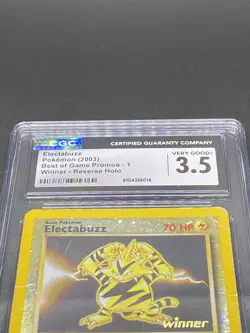 CGC
CERTIFIED GUARANTY COMPANY
Electabuzz
Pokémon (2003)
Best of Game Promos - 1
Winner - Reverse Holo
VERY GOOD+
3.5
Basic Pokémon
Electabuzz
70 HP
winner